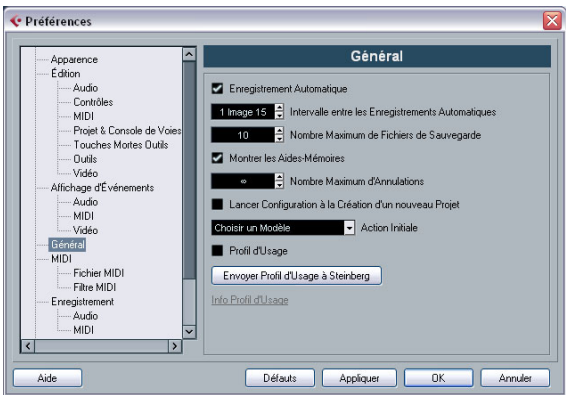 Préférences
Apparence
Édition
Audio
Contrôles
MIDI
Projet & Console de Voies
Touches Mortes Outils
Outils
Vidéo
Affichage d'Événements
Audio
MIDI
Vidéo
Général
MIDI
Fichier MIDI
Filtre MIDI
Enregistrement
Audio
MIDI
Général
Enregistrement Automatique
1 Image 15 Intervalle entre les Enregistrements Automatiques
10 Nombre Maximum de Fichiers de Sauvegarde
Montrer les Aides-Mémoires
∞ Nombre Maximum d'Annulations
Lancer Configuration à la Création d'un nouveau Projet
Choisir un Modèle Action Initiale
Profil d'Usage
Envoyer Profil d'Usage à Steinberg
Info Profil d'Usage
Aide Défauts Appliquer OK Annuler